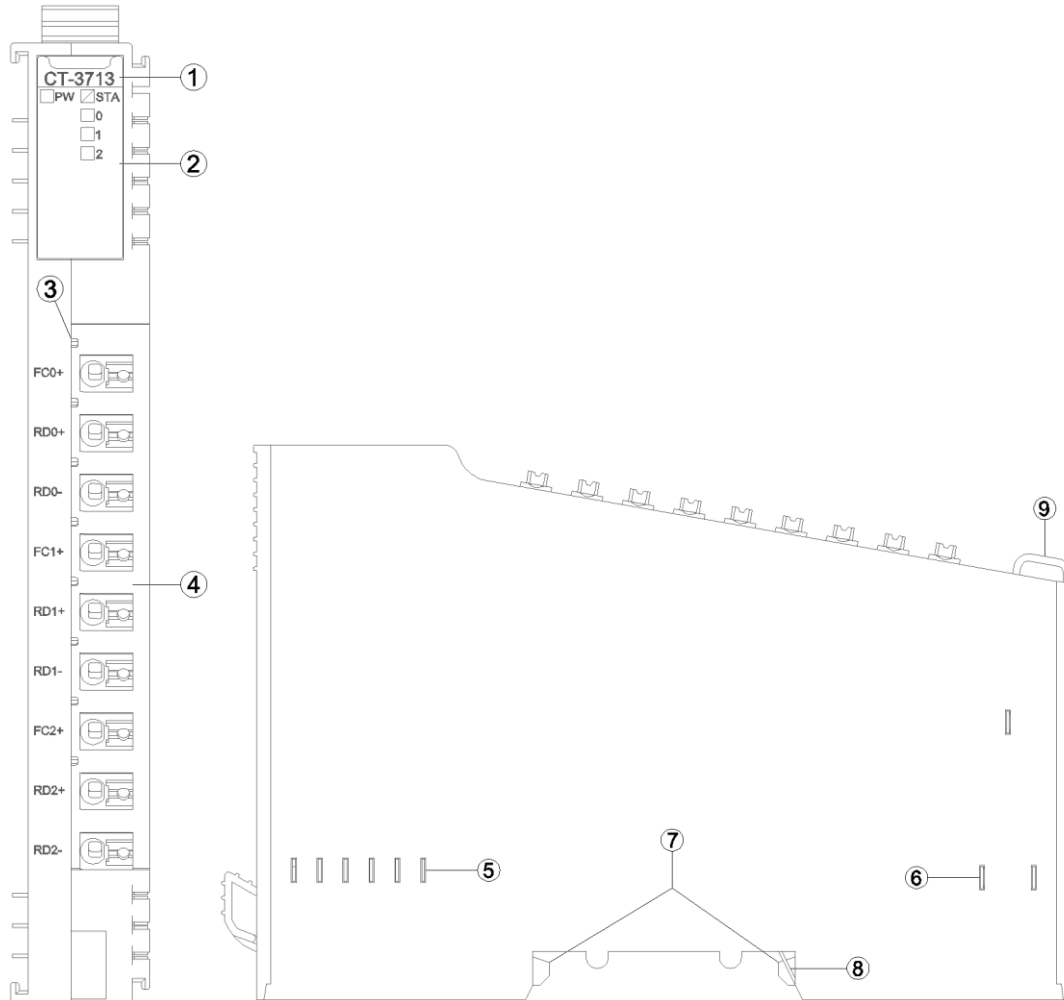 CT-3713
1
PW STA
0
1
2
2
3
FC0+
RD0+
RD0-
FC1+
4
RD1+
RD1-
FC2+
RD2+
RD2-
9
7
5
6
8